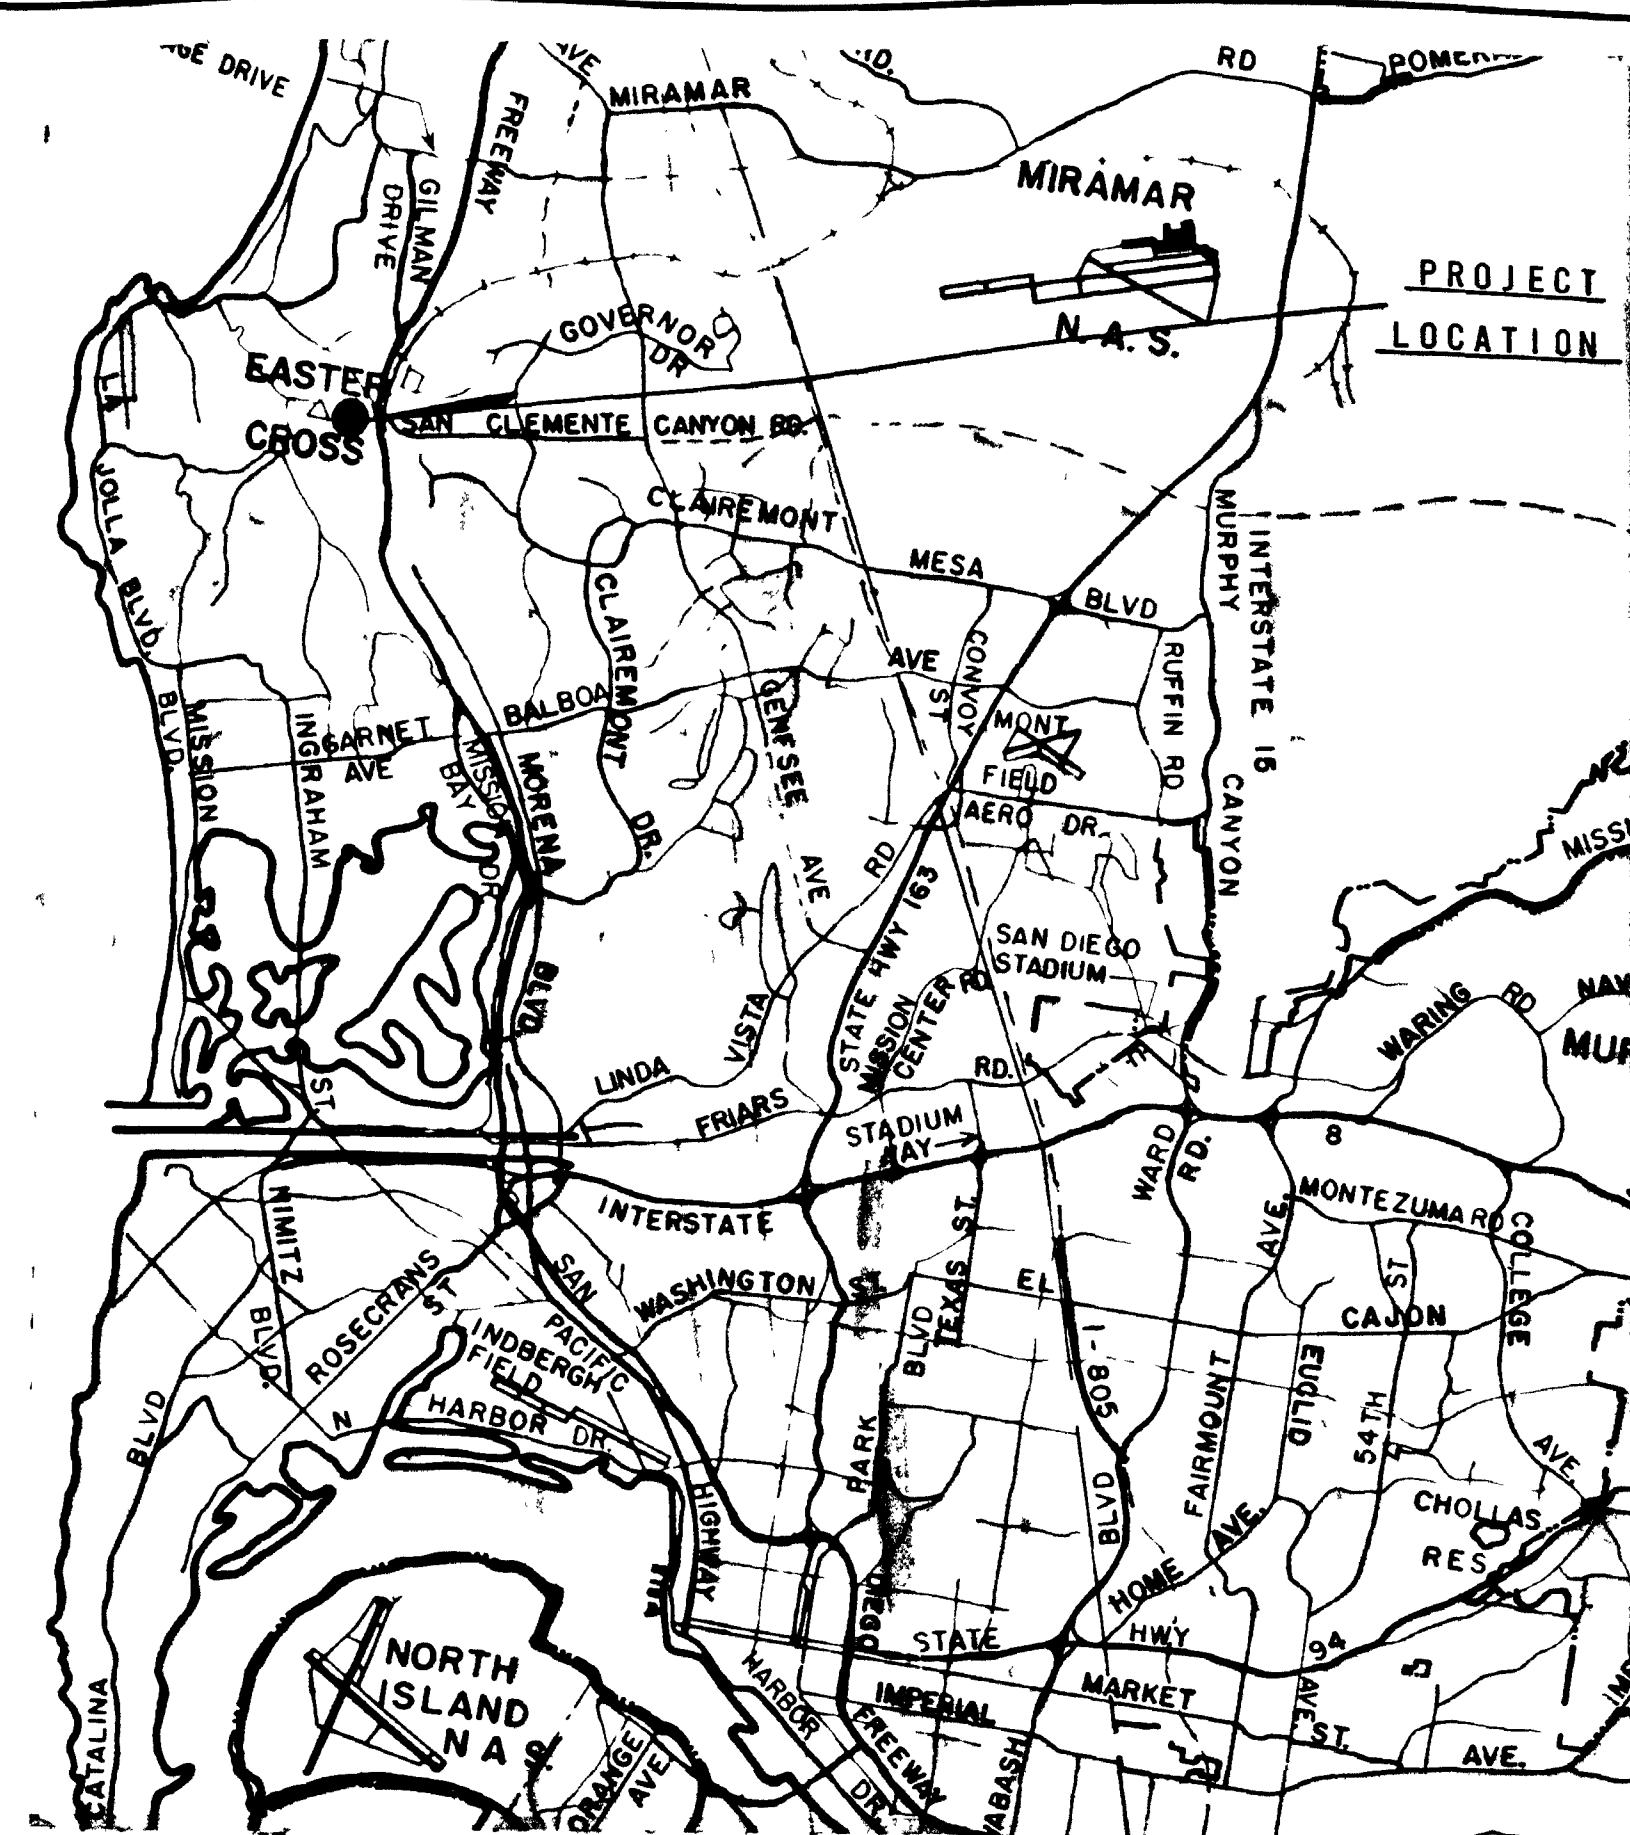 DRIVE
AVE
RD.
RD
MIRAMAR
FREEWAY
GILMAN
DRIVE
MIRAMAR
N. A. S.
PROJECT
LOCATION
GOVERNOR
DR
EASTER
CROSS
SAN CLEMENTE CANYON RD.
LA
JOLLA
BLVD.
CLAIREMONT
MESA
BLVD
MURPHY
CANYON
INTERSTATE 15
CLAIREMONT
DR.
CONVOY
ST
RUFFIN RD
BALBOA
AVE
GENESEE
AVE
MONT
FIELD
AERO DR.
MISSION
BLVD.
INGRAHAM
ST.
GARNET
AVE
MISSION
BAY
DR
MORENA
BLVD
RD
STATE HWY 163
SAN DIEGO
STADIUM
MISSION
CENTER RD
LINDA
VISTA
FRIARS
RD.
STADIUM
WAY
WARING
RD
8
WARD
RD.
MONTEZUMA RD
COLLEGE
AVE.
INTERSTATE
NIMITZ
BLVD.
ROSECRANS
ST
SAN
WASHINGTON
TEXAS ST.
EL
CAJON
AVE.
ST
54TH
PACIFIC
HIGHWAY
INDBERGH
FIELD
N
HARBOR DR.
PARK
BLVD
I-805
BLVD
FAIRMOUNT
EUCLID
AVE.
CHOLLAS
RES
HOME
AVE.
BLVD
CATALINA
NORTH
ISLAND
N A S.
DIEGO
FREEWAY
STATE
HWY
94
MARKET
ST.
IMPERIAL
AVE.
HARBOR
DR.
ORANGE
AVE.